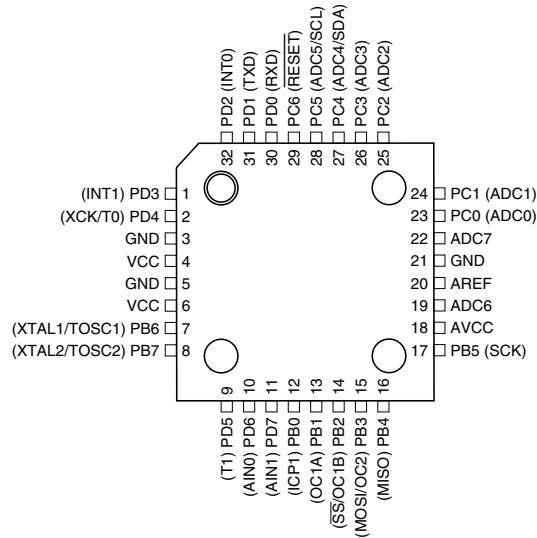 PD2 (INT0)
PD1 (TXD)
PD0 (RXD)
PC6 (RESET)
PC5 (ADC5/SCL)
PC4 (ADC4/SDA)
PC3 (ADC3)
PC2 (ADC2)
32
31
30
29
28
27
26
25
(INT1) PD3 1
(XCK/T0) PD4 2
GND 3
VCC 4
GND 5
VCC 6
(XTAL1/TOSC1) PB6 7
(XTAL2/TOSC2) PB7 8
24 PC1 (ADC1)
23 PC0 (ADC0)
22 ADC7
21 GND
20 AREF
19 ADC6
18 AVCC
17 PB5 (SCK)
9
10
11
12
13
14
15
16
(T1) PD5
(AIN0) PD6
(AIN1) PD7
(ICP1) PB0
(OC1A) PB1
(SS/OC1B) PB2
(MOSI/OC2) PB3
(MISO) PB4